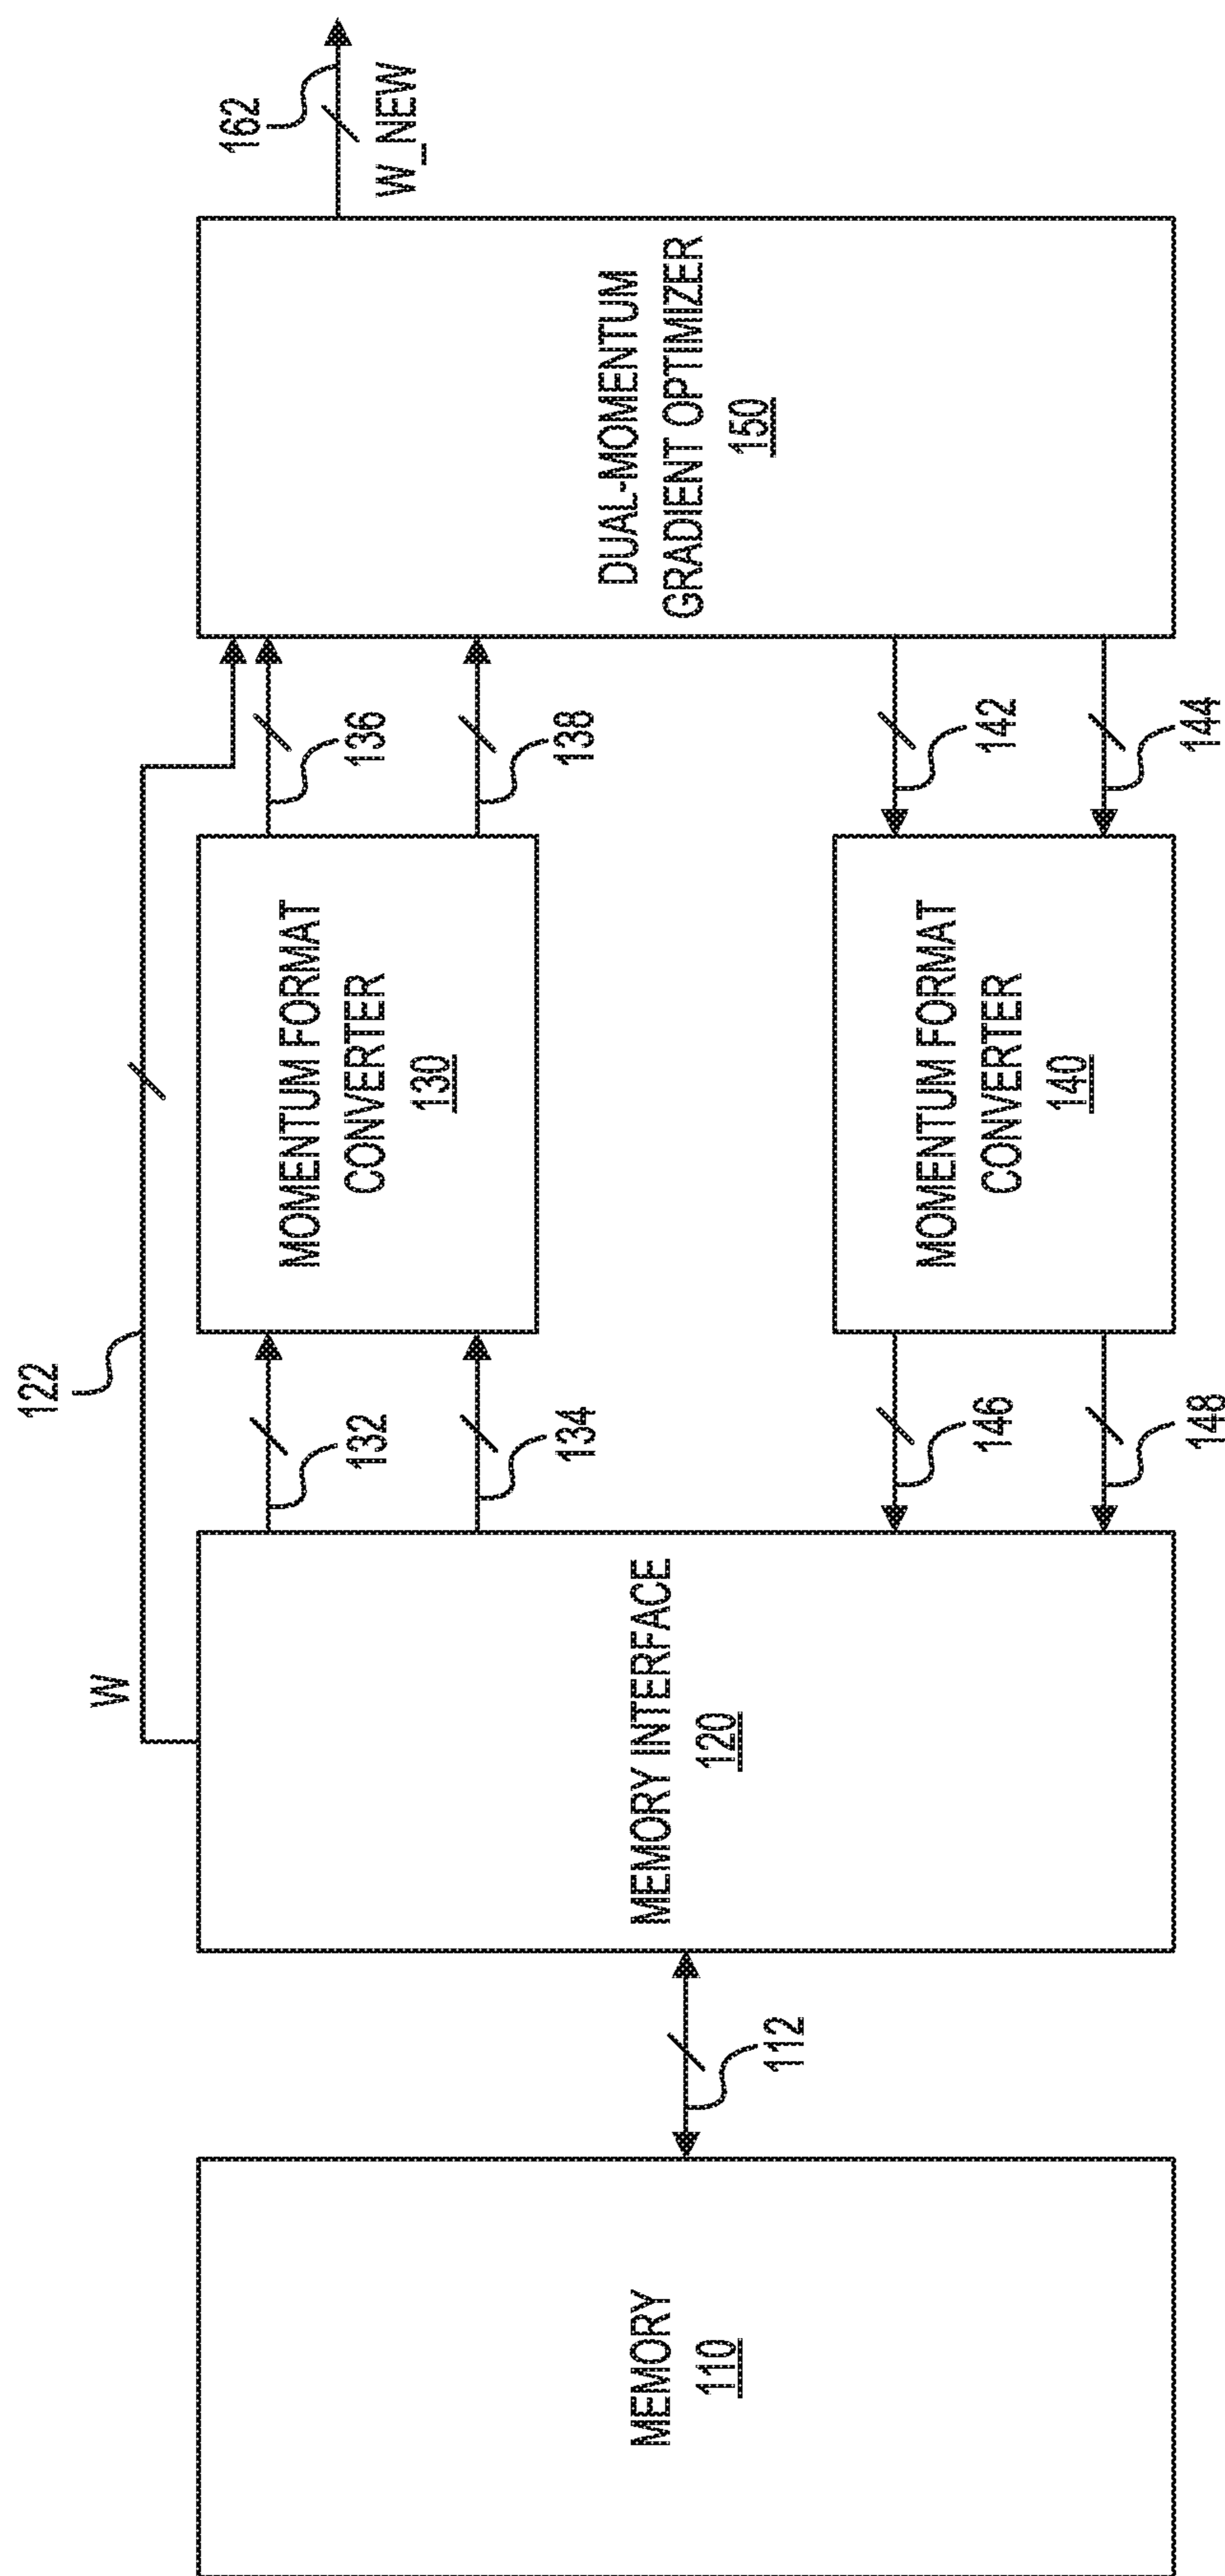 W
122
MEMORY
110
112
MEMORY INTERFACE
120
132
134
146
148
MOMENTUM FORMAT
CONVERTER
130
MOMENTUM FORMAT
CONVERTER
140
136
138
142
144
DUAL-MOMENTUM
GRADIENT OPTIMIZER
150
162
W_NEW